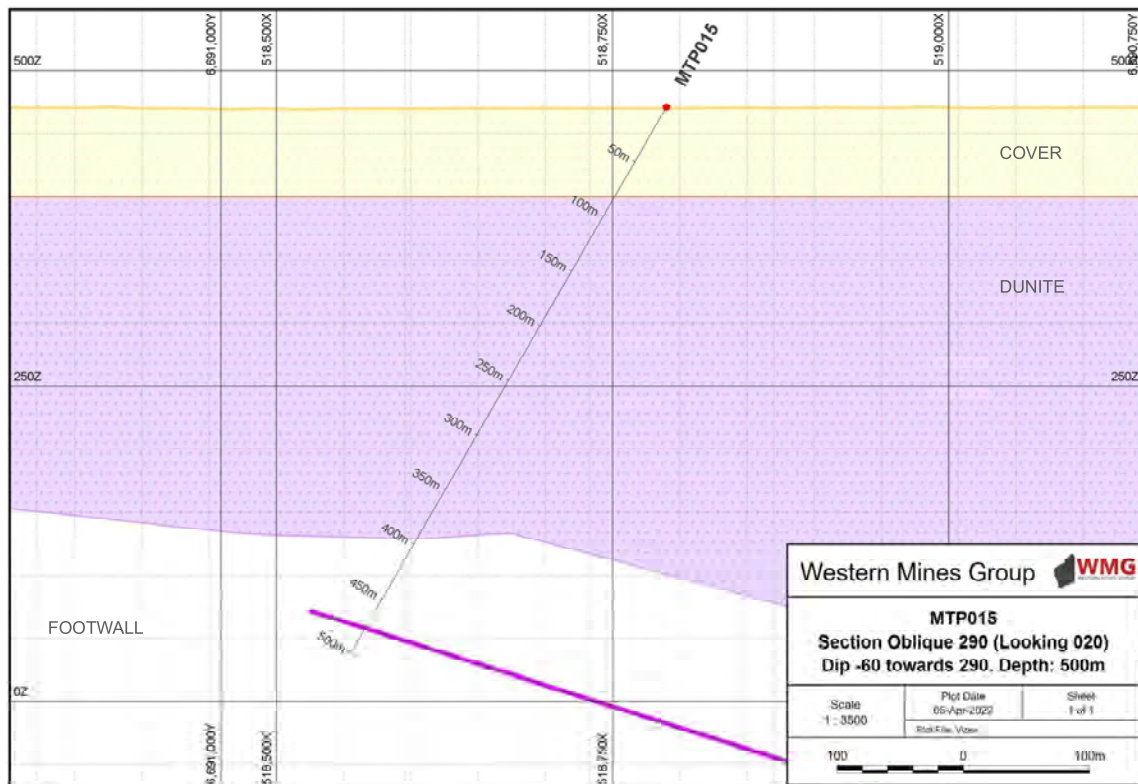 6,691,000Y
518,500X
518,750X
519,000X
6,690,750Y
MTP015
500Z
500Z
COVER
50m
100m
150m
DUNITE
200m
250m
250Z
250Z
300m
350m
400m
450m
500m
FOOTWALL
0Z
6,691,000Y
518,500X
518,750X
Western Mines Group
WMG
MTP015
Section Oblique 290 (Looking 020)
Dip -60 towards 290. Depth: 500m
Scale
1 : 3500
Plot Date
05-Apr-2022
Sheet
1 of 1
100 0 100m